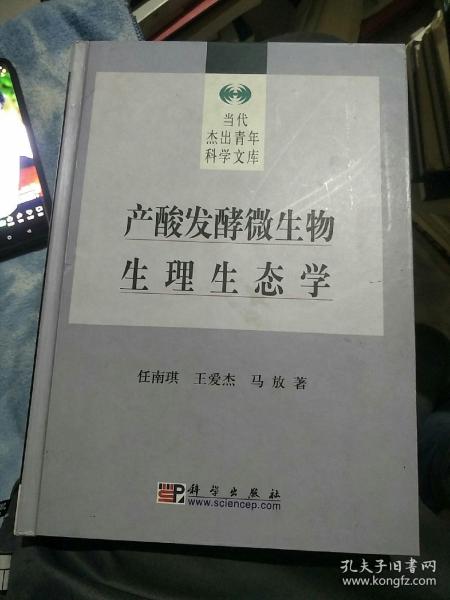 当代
杰出青年
科学文库
产酸发酵微生物
生理生态学
任南琪 王爱杰 马放 著
科学出版社
www.sciencep.com
孔夫子旧书网
www.kongfz.com